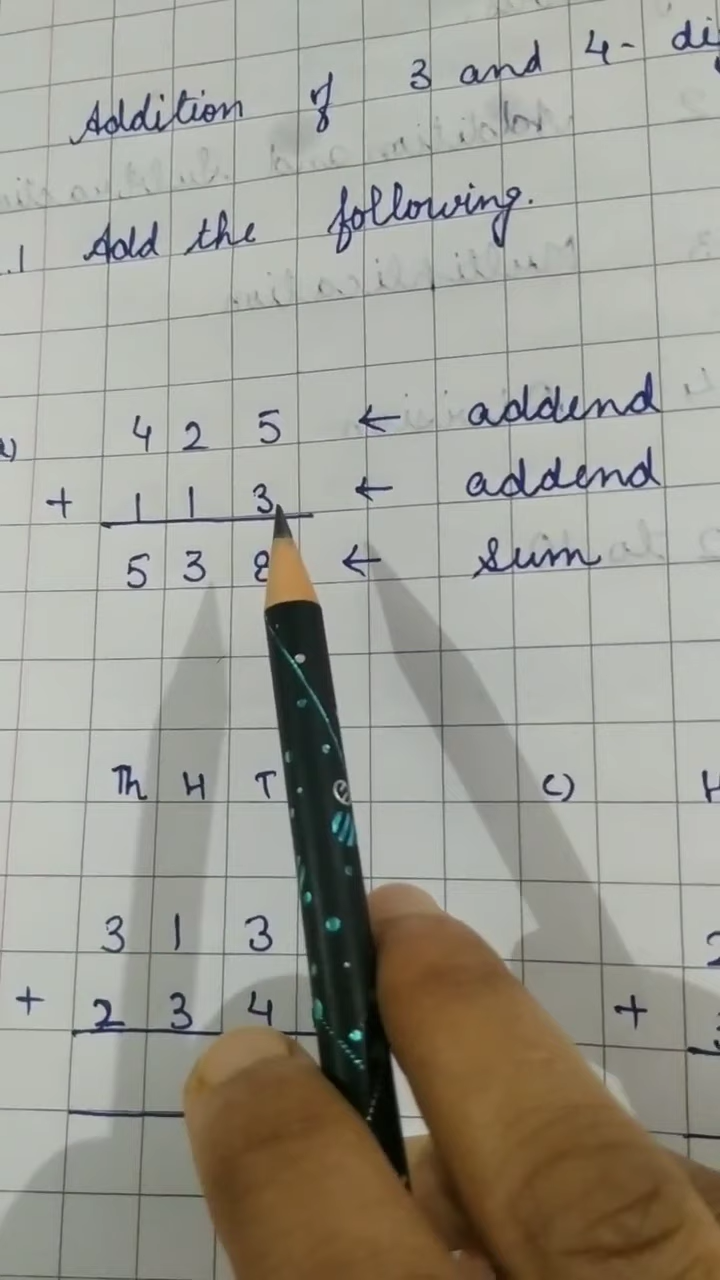 Addition of 3 and 4-
.1 Add the following.
4 2 5 ← addend
+ 1 1 3 ← addend
5 3 8 ← sum
Th H T
C) H
3 1 3
+ 2 3 4
+